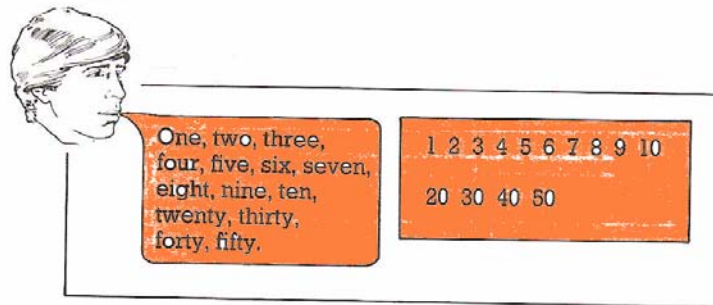 One, two, three,
four, five, six, seven,
eight, nine, ten,
twenty, thirty,
forty, fifty.
1 2 3 4 5 6 7 8 9 10
20 30 40 50